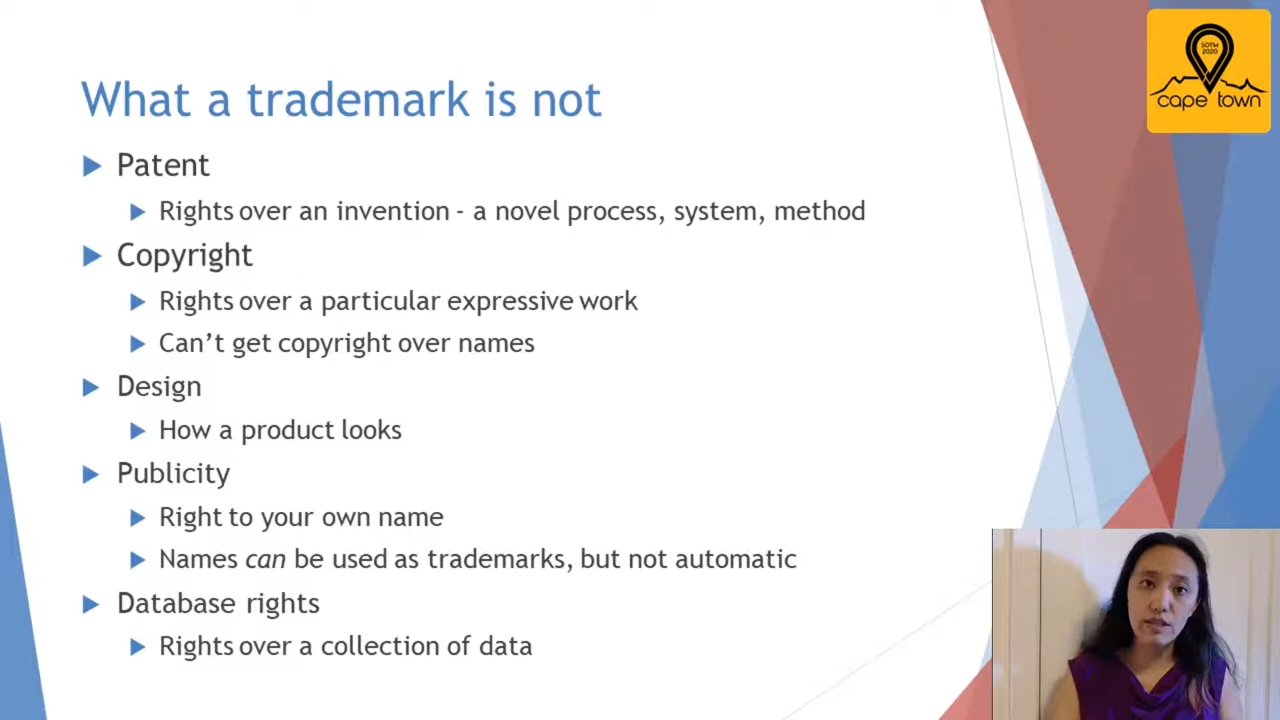 What a trademark is not
Patent
Rights over an invention - a novel process, system, method
Copyright
Rights over a particular expressive work
Can't get copyright over names
Design
How a product looks
Publicity
Right to your own name
Names can be used as trademarks, but not automatic
Database rights
Rights over a collection of data
SOTM
2020
cape town